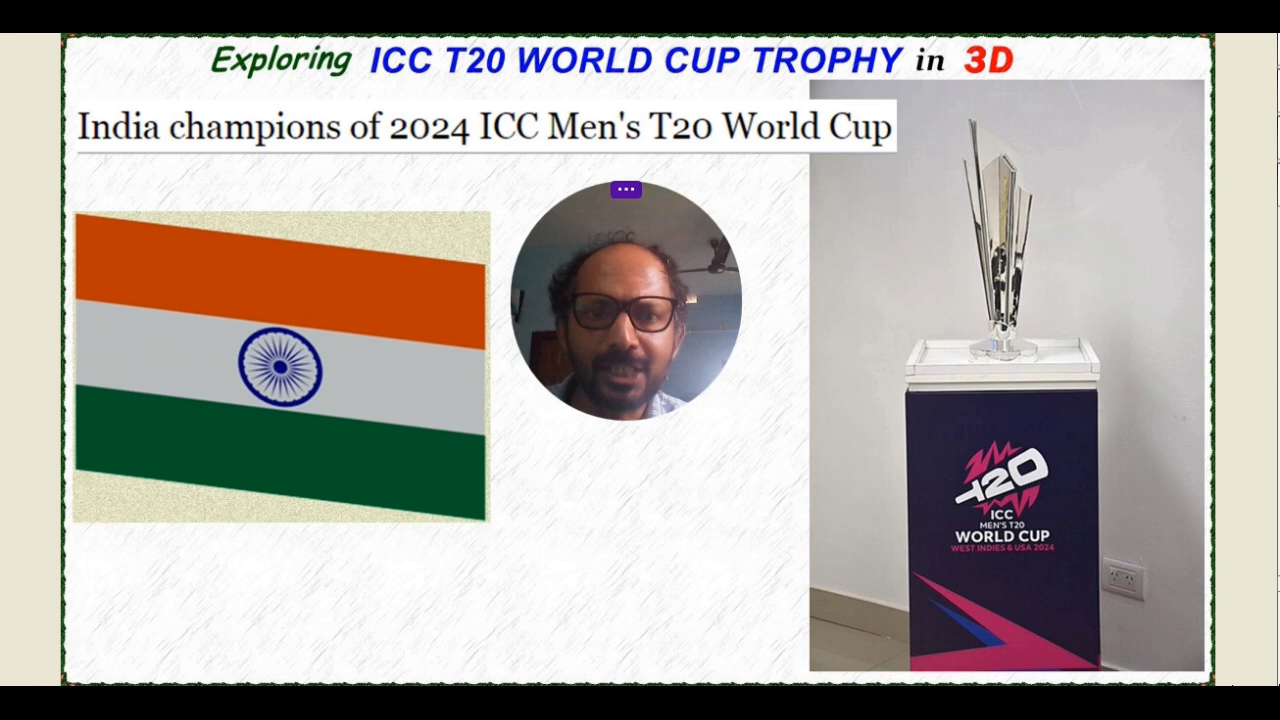 Exploring ICC T20 WORLD CUP TROPHY in 3D
India champions of 2024 ICC Men's T20 World Cup
T20
ICC
MEN'S T20
WORLD CUP
WEST INDIES & USA 2024